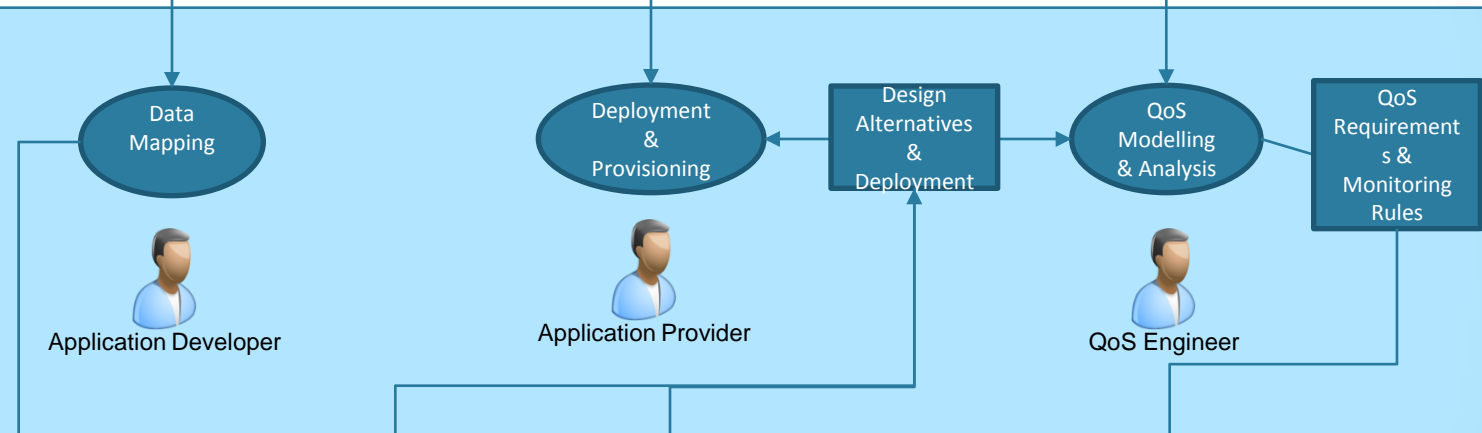 Data
Mapping
Deployment
&
Provisioning
Design
Alternatives
&
Deployment
QoS
Modelling
& Analysis
QoS
Requirement
s &
Monitoring
Rules
Application Developer
Application Provider
QoS Engineer